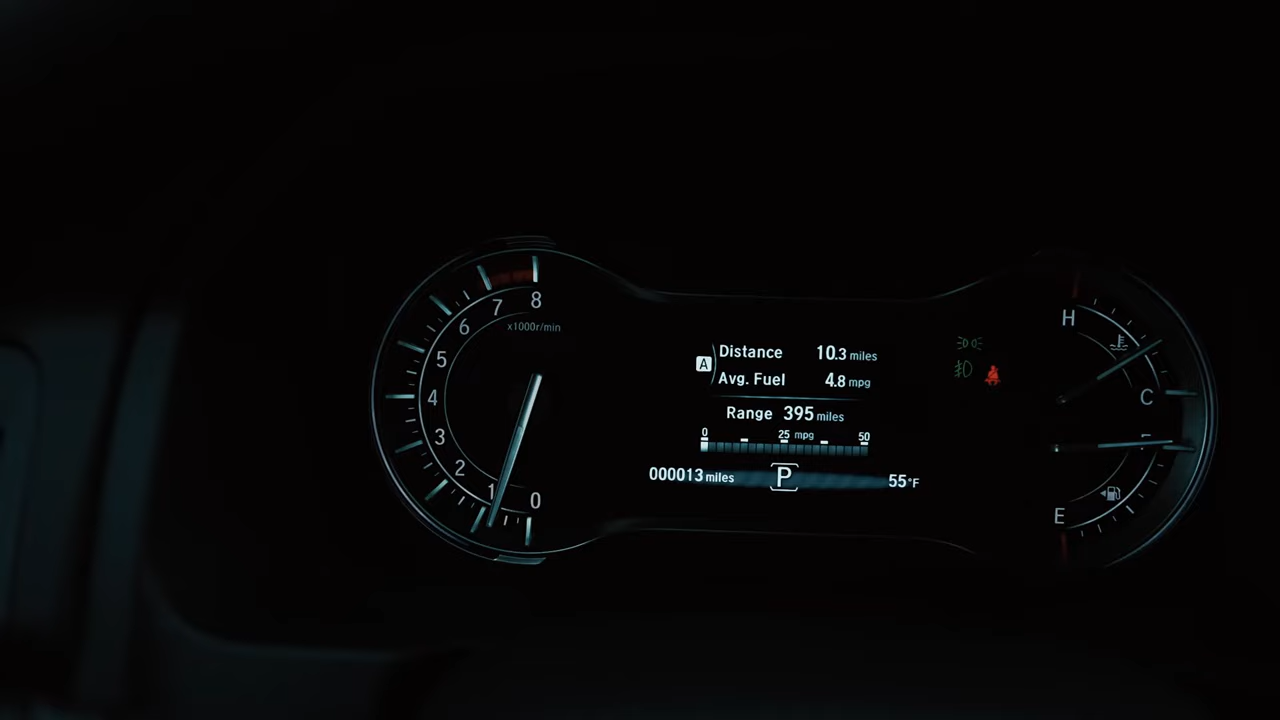 8
7
6
x1000r/min
5
4
3
2
1
0
A
Distance 10.3 miles
Avg. Fuel 4.8 mpg
Range 395 miles
0 25 mpg 50
000013 miles P 55°F
H
C
E